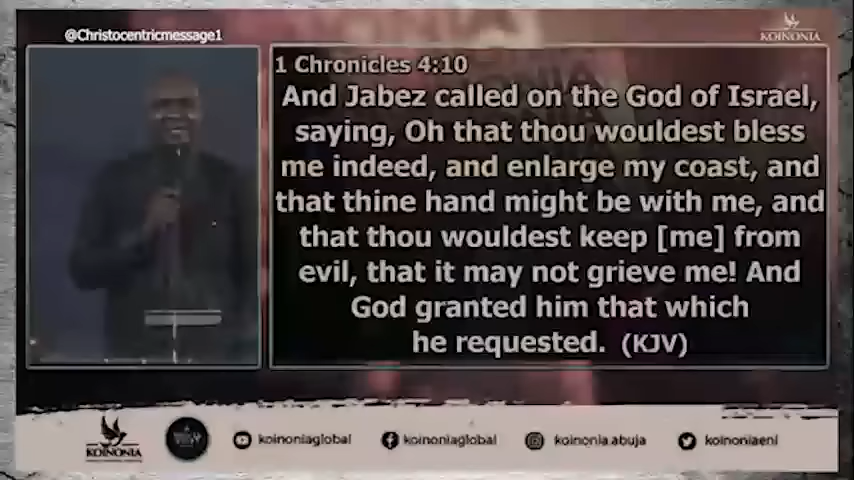 @Christocentricmessage1
KOINONIA
1 Chronicles 4:10
And Jabez called on the God of Israel,
saying, Oh that thou wouldest bless
me indeed, and enlarge my coast, and
that thine hand might be with me, and
that thou wouldest keep [me] from
evil, that it may not grieve me! And
God granted him that which
he requested. (KJV)
KOINONIA
koinoniaglobal
koinoniaglobal
koinonia.abuja
koinoniaeni